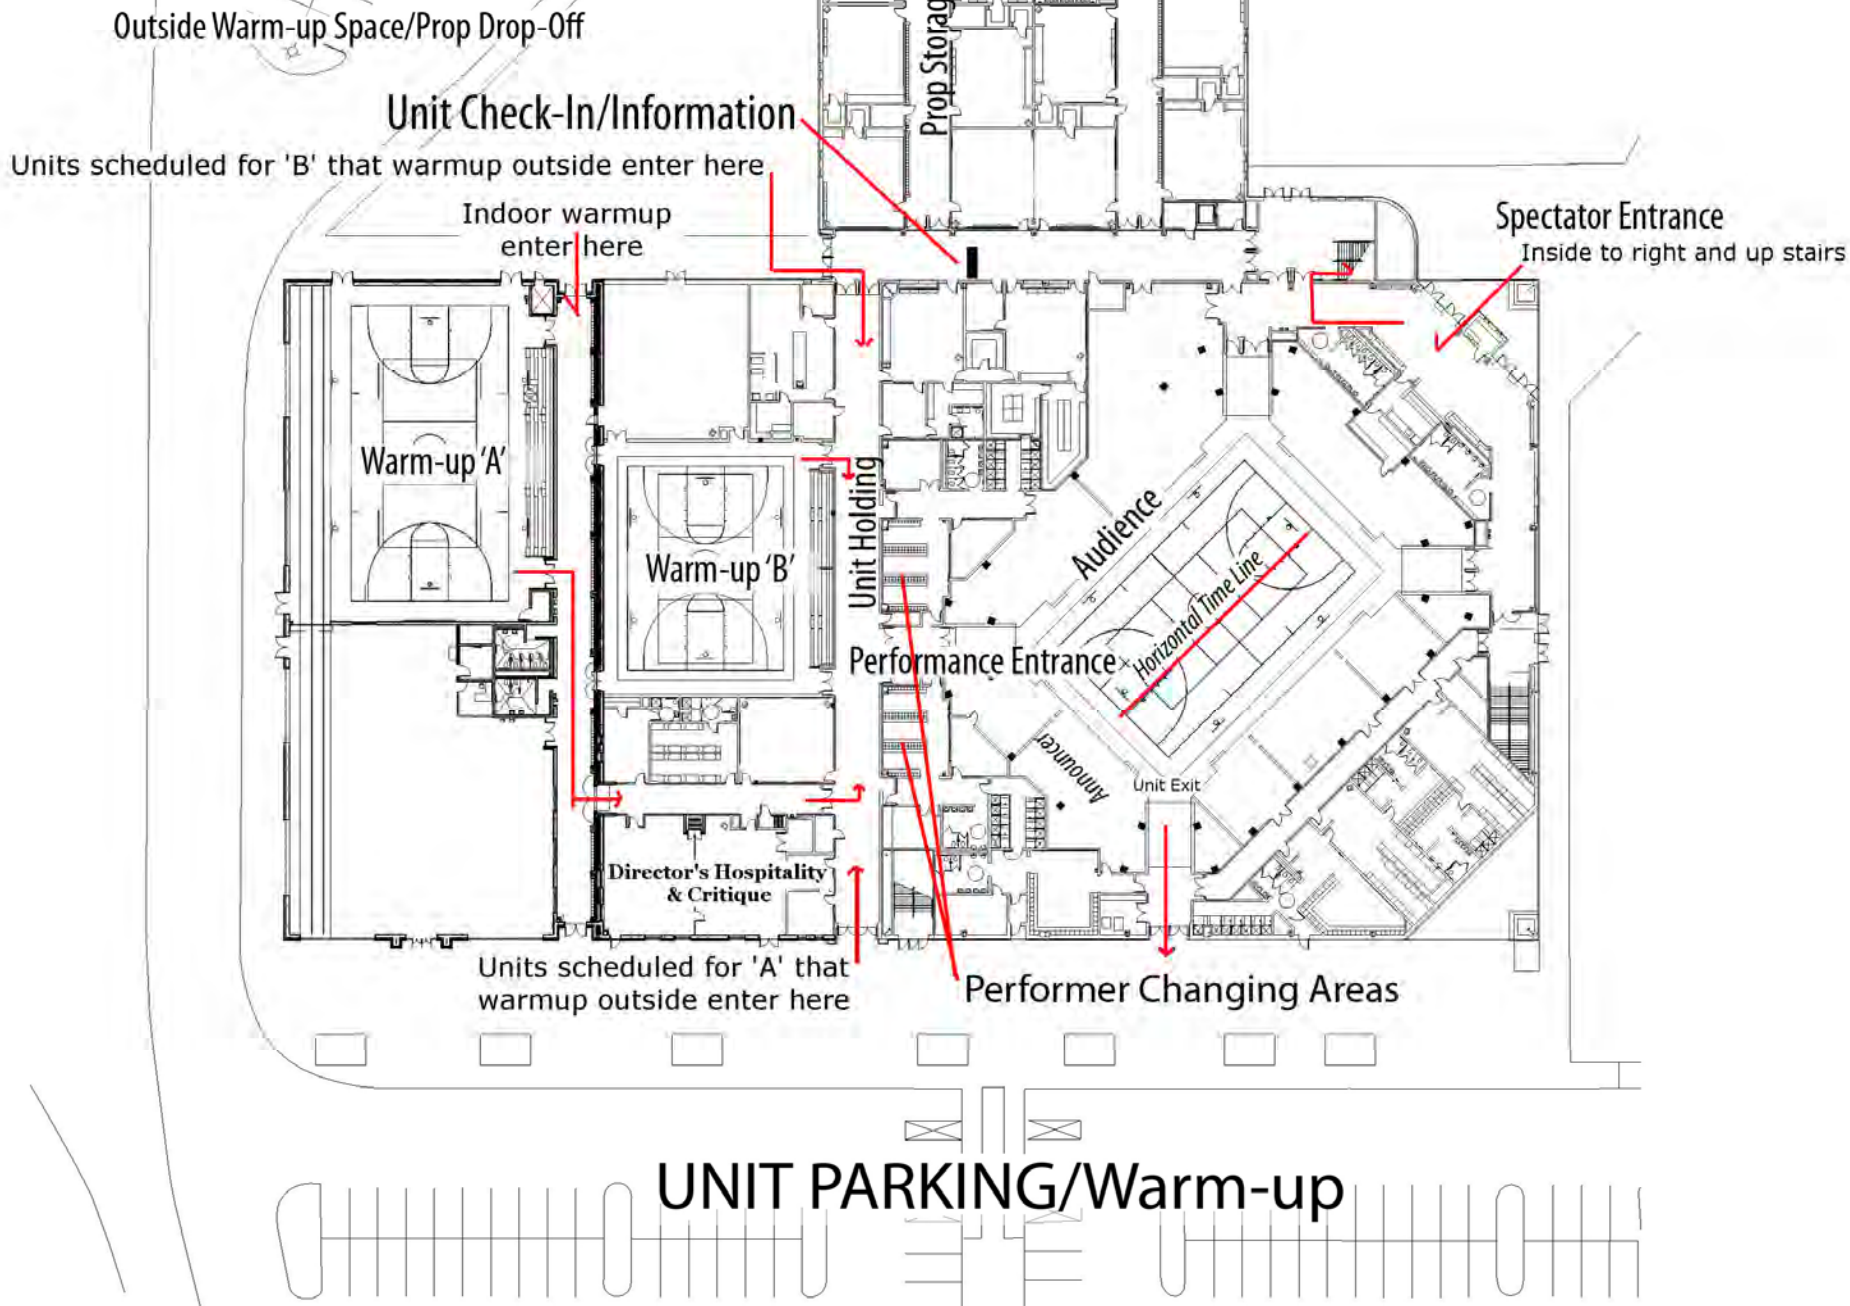 Outside Warm-up Space/Prop Drop-Off
Prop Storag
Unit Check-In/Information
Units scheduled for 'B' that warmup outside enter here
Indoor warmup
enter here
Spectator Entrance
Inside to right and up stairs
Warm-up 'A'
Warm-up 'B'
Unit Holding
Audience
Horizontal Time Line
Performance Entrance
Announcer
Unit Exit
Director's Hospitality
& Critique
Units scheduled for 'A' that
warmup outside enter here
Performer Changing Areas
UNIT PARKING/Warm-up